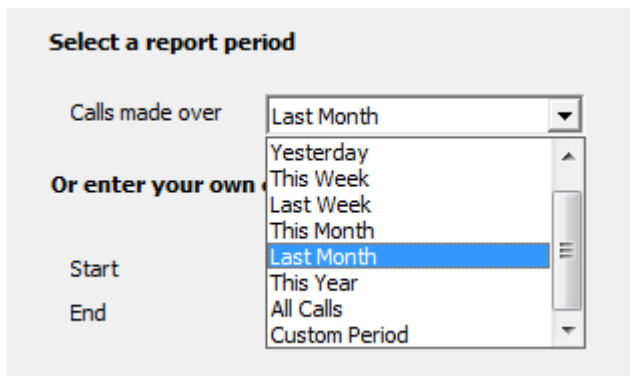 Select a report period
Calls made over Last Month
Yesterday
This Week
Or enter your own
Last Week
This Month
Last Month
Start
This Year
End
All Calls
Custom Period